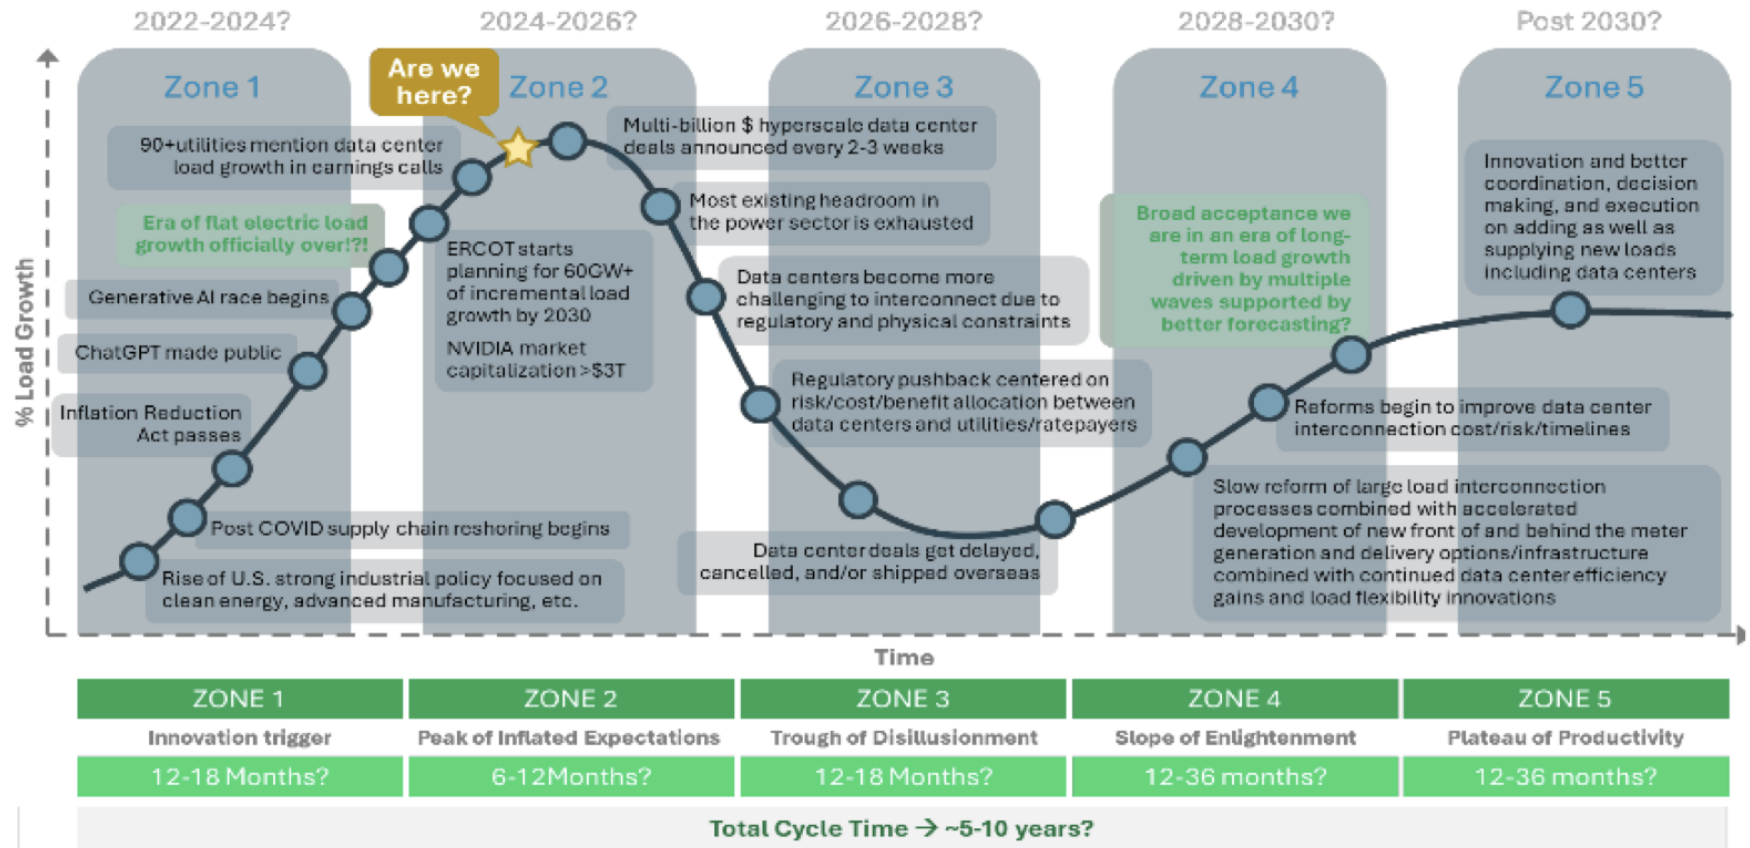 2022-2024?
2024-2026?
2026-2028?
2028-2030?
Post 2030?
Zone 1
Zone 2
Zone 3
Zone 4
Zone 5
Are we
here?
90+utilities mention data center
load growth in earnings calls
Era of flat electric load
growth officially over!?!
Generative AI race begins
ChatGPT made public
Inflation Reduction
Act passes
Post COVID supply chain reshoring begins
Rise of U.S. strong industrial policy focused on
clean energy, advanced manufacturing, etc.
ERCOT starts
planning for 60GW+
of incremental load
growth by 2030
NVIDIA market
capitalization >$3T
Multi-billion $ hyperscale data center
deals announced every 2-3 weeks
Most existing headroom in
the power sector is exhausted
Data centers become more
challenging to interconnect due to
regulatory and physical constraints
Regulatory pushback centered on
risk/cost/benefit allocation between
data centers and utilities/ratepayers
Data center deals get delayed,
cancelled, and/or shipped overseas
Broad acceptance we
are in an era of long-
term load growth
driven by multiple
waves supported by
better forecasting?
Reforms begin to improve data center
interconnection cost/risk/timelines
Slow reform of large load interconnection
processes combined with accelerated
development of new front of and behind the meter
generation and delivery options/infrastructure
combined with continued data center efficiency
gains and load flexibility innovations
Innovation and better
coordination, decision
making, and execution
on adding as well as
supplying new loads
including data centers
% Load Growth
Time
ZONE 1
ZONE 2
ZONE 3
ZONE 4
ZONE 5
Innovation trigger
Peak of Inflated Expectations
Trough of Disillusionment
Slope of Enlightenment
Plateau of Productivity
12-18 Months?
6-12Months?
12-18 Months?
12-36 months?
12-36 months?
Total Cycle Time → ~5-10 years?